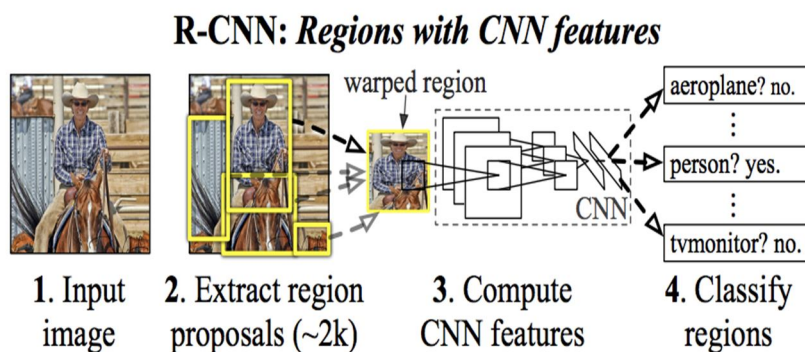 R-CNN: Regions with CNN features
warped region
aeroplane? no.
person? yes.
CNN
tvmonitor? no.
1. Input
image
2. Extract region
proposals (~2k)
3. Compute
CNN features
4. Classify
regions